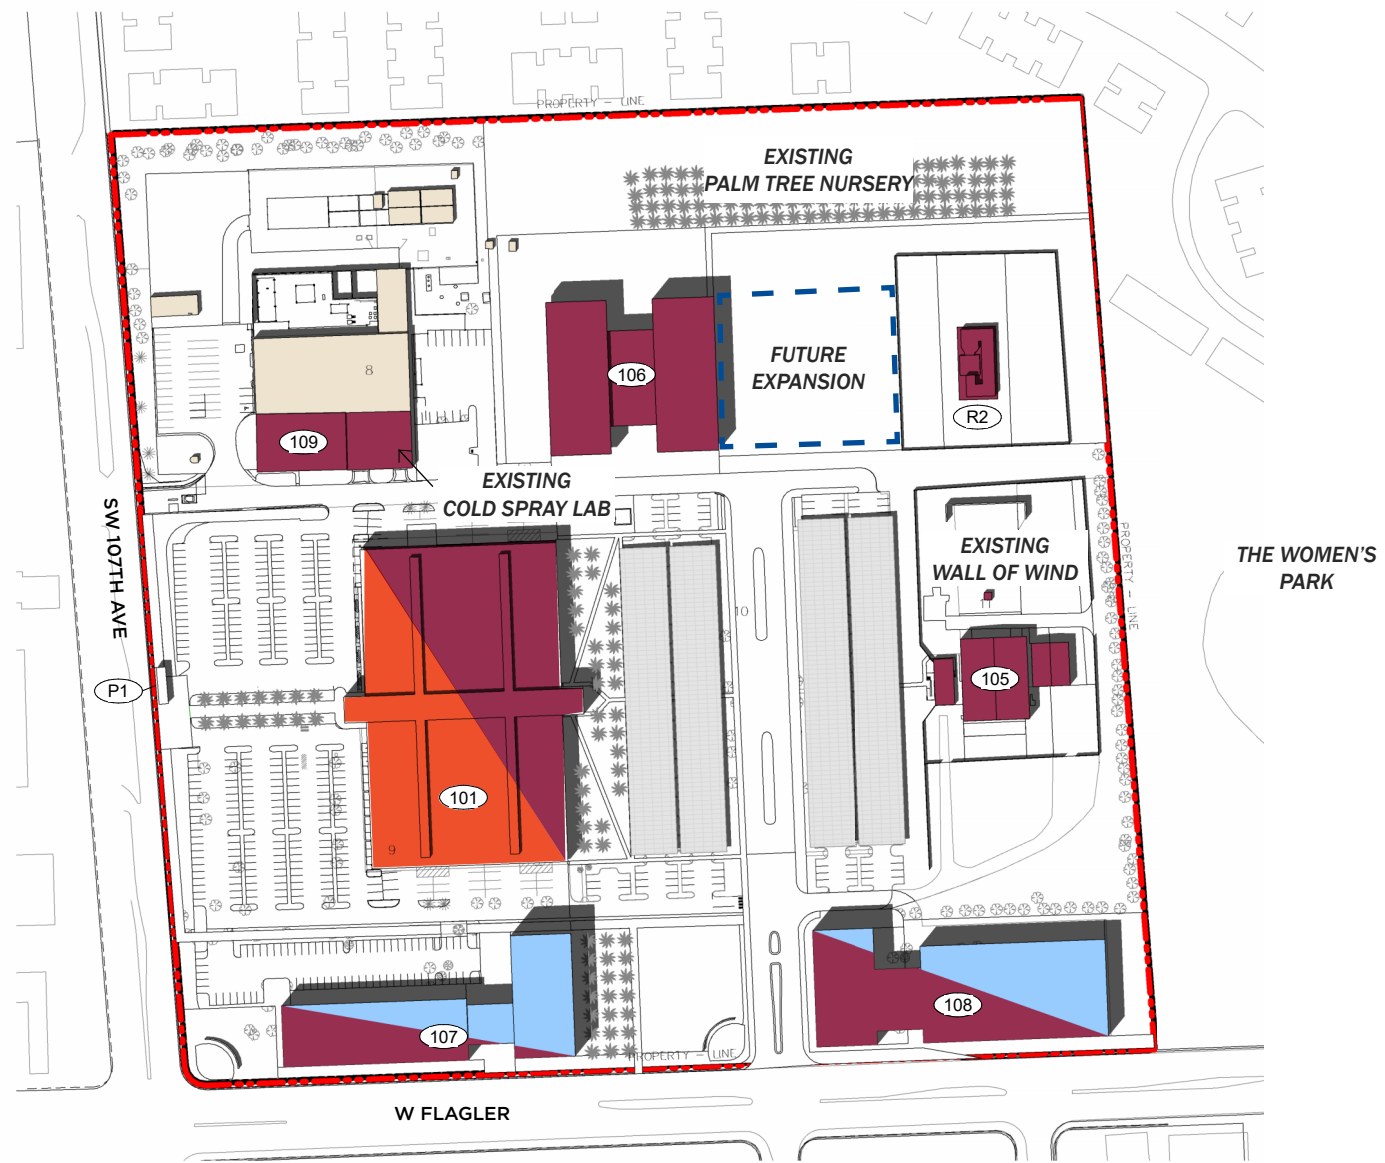 PROPERTY - LINE
EXISTING
PALM TREE NURSERY
7
8
106
FUTURE
EXPANSION
R2
109
EXISTING
COLD SPRAY LAB
SW 107TH AVE
EXISTING
WALL OF WIND
PROPERTY - LINE
THE WOMEN'S
PARK
10
105
P1
101
9
108
107
PROPERTY - LINE
W FLAGLER